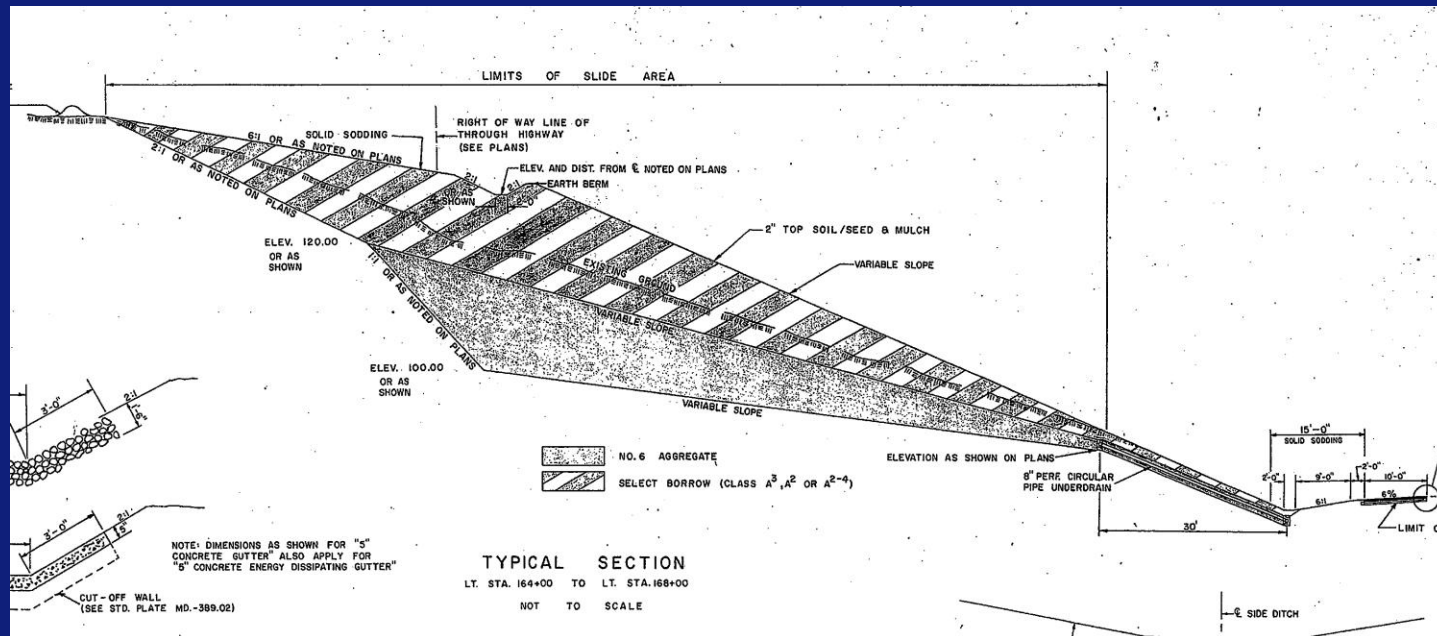 LIMITS OF SLIDE AREA
3
RIGHT OF WAY LINE OF
THROUGH HIGHWAY
(SEE PLANS)
SOLID SODDING
6:1 OR AS NOTED ON PLANS
2:1 OR AS NOTED ON PLANS
ELEV. AND DIST. FROM ℄ NOTED ON PLANS
2:1
OR AS
SHOWN
2:1
EARTH BERM
2'-0"
2" TOP SOIL/SEED & MULCH
VARIABLE SLOPE
ELEV. 120.00
OR AS
SHOWN
EXISTING GROUND
VARIABLE SLOPE
1:1 OR AS NOTED ON PLANS
ELEV. 100.00
OR AS
SHOWN
VARIABLE SLOPE
3'-0"
2:1
1'-6"
NO. 6 AGGREGATE
SELECT BORROW (CLASS A³, A² OR A²⁻⁴)
ELEVATION AS SHOWN ON PLANS
8" PERF. CIRCULAR
PIPE UNDERDRAIN
15'-0"
SOLID SODDING
2'-0"
9'-0"
2'-0"
10'-0"
6:1
6%
30'
3'-0"
2:1
5"
NOTE: DIMENSIONS AS SHOWN FOR "5"
CONCRETE GUTTER" ALSO APPLY FOR
"5" CONCRETE ENERGY DISSIPATING GUTTER"
CUT-OFF WALL
(SEE STD. PLATE MD.-389.02)
TYPICAL SECTION
LT. STA. 164+00 TO LT. STA. 168+00
NOT TO SCALE
LIMIT
℄ SIDE DITCH